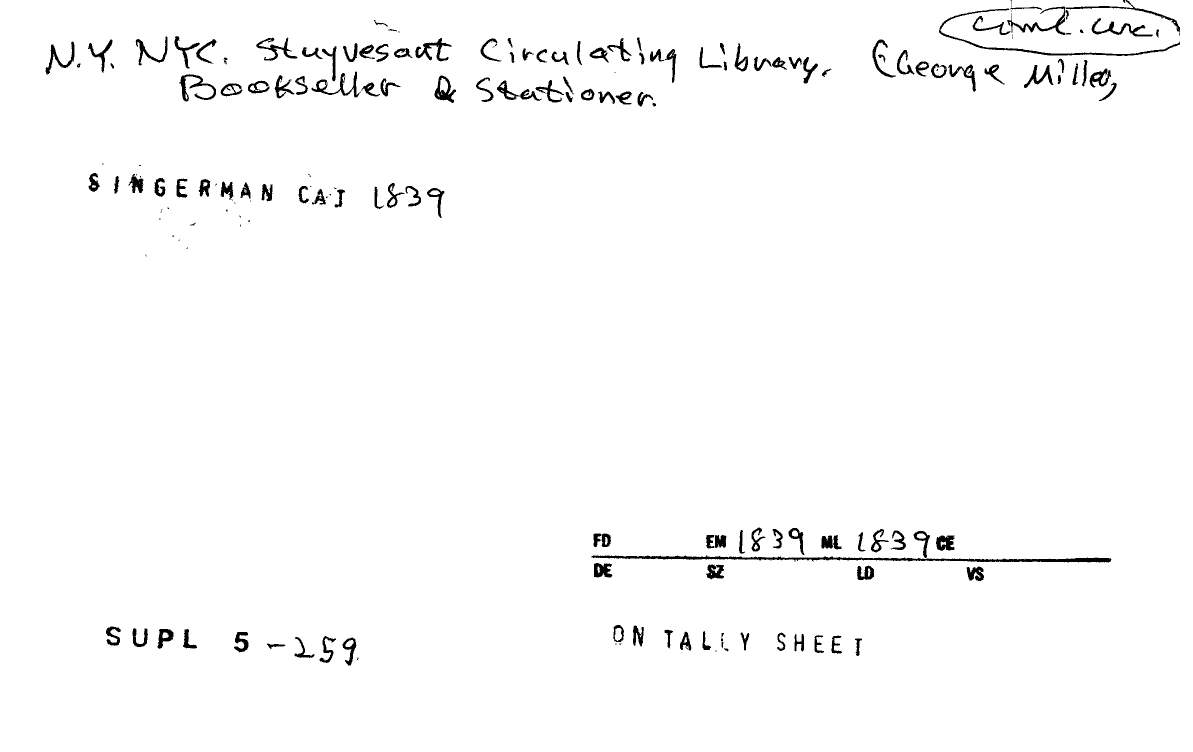 coml. circ.
N.Y. NYC. Stuyvesant Circulating Library. (George Miller,
Bookseller & Stationer.
SINGERMAN CAT 1839
FD EM 1839 ML 1839 CE
DE SZ LD VS
SUPL 5 -259
ON TALLY SHEET